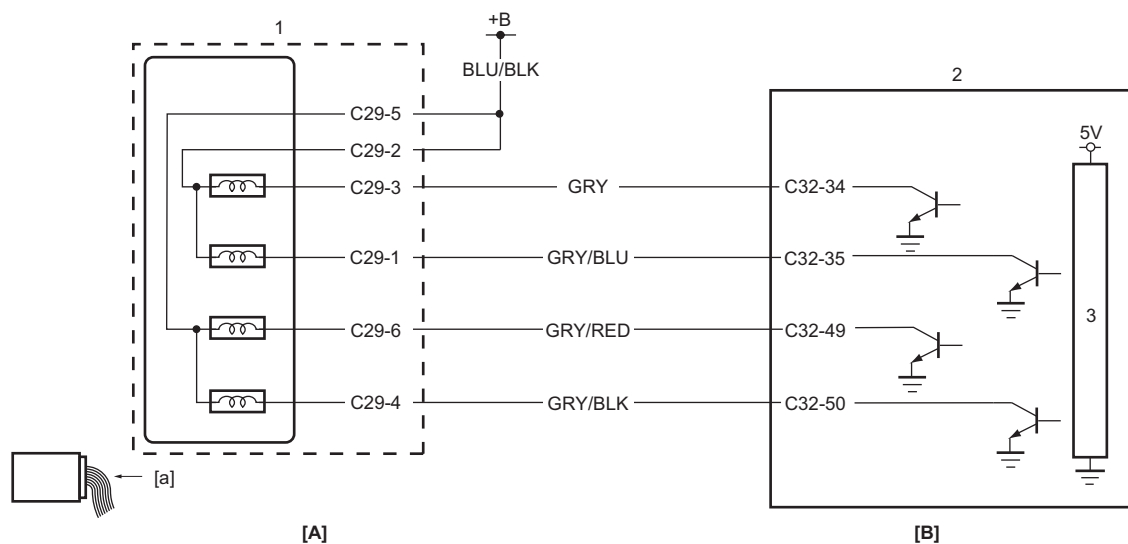 1
+B
BLU/BLK
2
C29-5
5V
C29-2
C29-3 GRY C32-34
C29-1 GRY/BLU C32-35
3
C29-6 GRY/RED C32-49
C29-4 GRY/BLK C32-50
[a]
[A] [B]